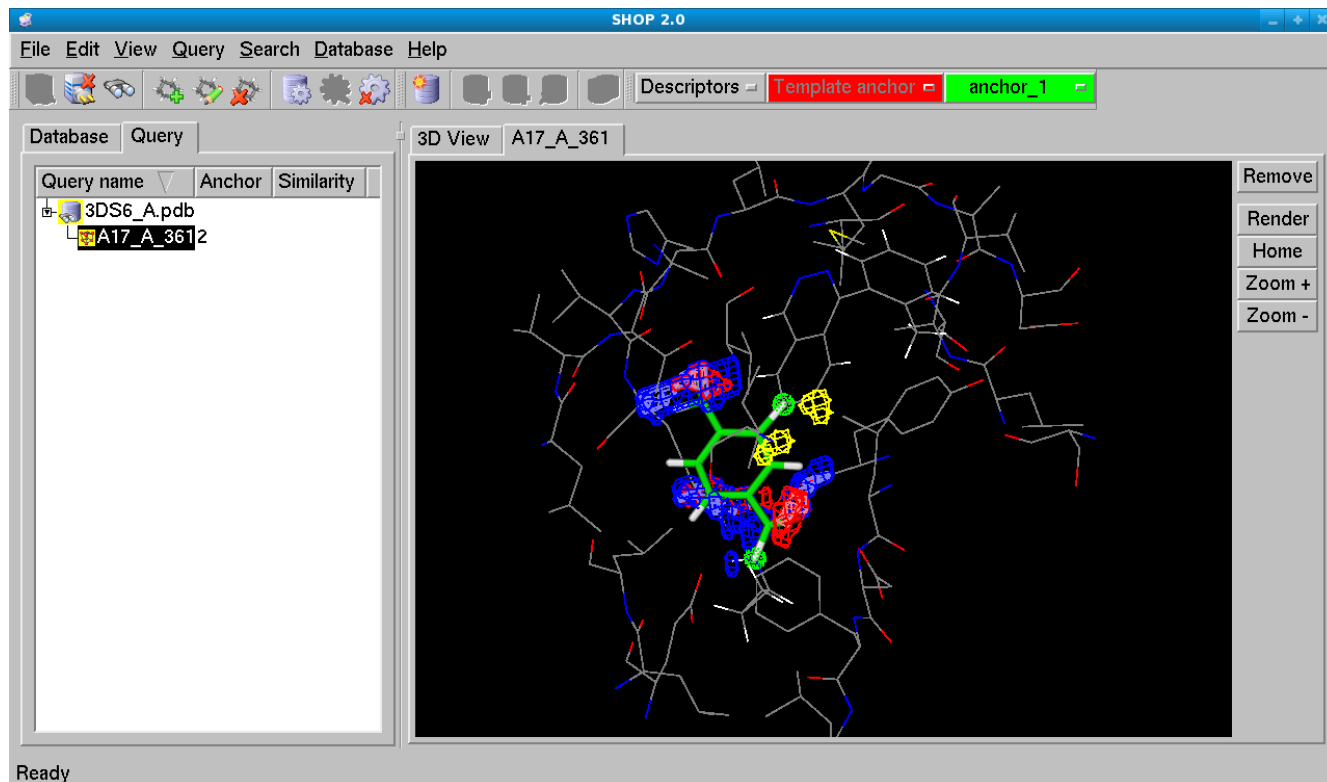 SHOP 2.0
File Edit View Query Search Database Help
Descriptors Template anchor anchor_1
Database Query
3D View A17_A_361
Query name Anchor Similarity
3DS6_A.pdb
A17_A_361 2
Remove
Render
Home
Zoom +
Zoom -
Ready